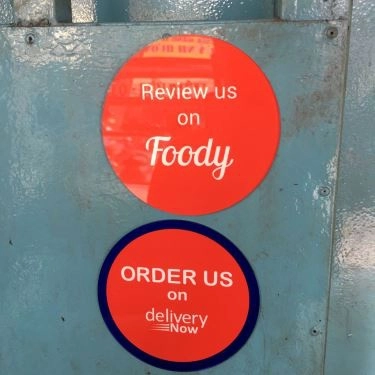 Review us
on
Foody
ORDER US
on
delivery
Now